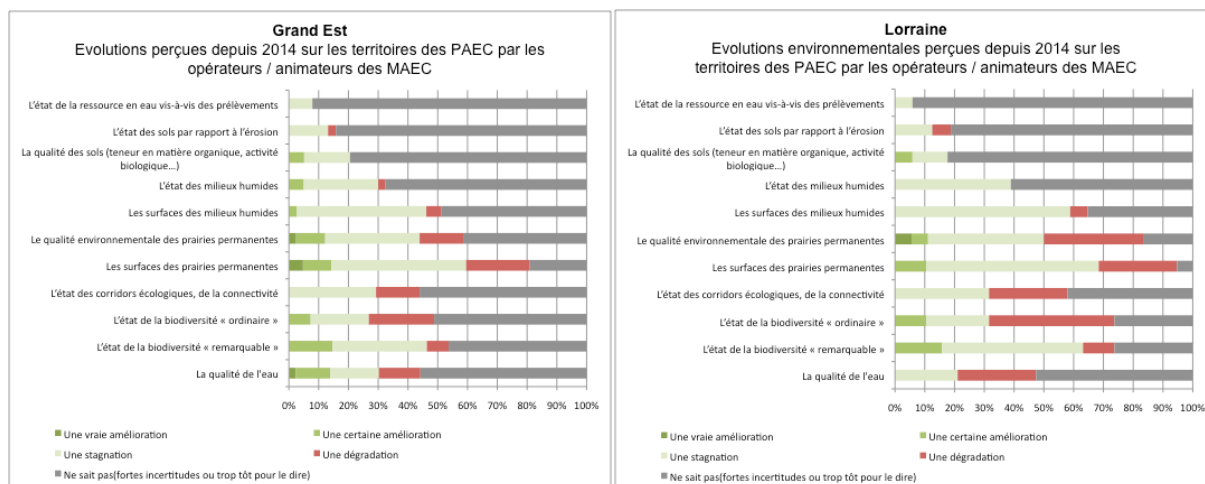 Grand Est
Evolutions perçues depuis 2014 sur les territoires des PAEC par les
opérateurs / animateurs des MAEC
L'état de la ressource en eau vis-à-vis des prélèvements
L'état des sols par rapport à l'érosion
La qualité des sols (teneur en matière organique, activité
biologique...)
L'état des milieux humides
Les surfaces des milieux humides
Le qualité environnementale des prairies permanentes
Les surfaces des prairies permanentes
L'état des corridors écologiques, de la connectivité
L'état de la biodiversité « ordinaire »
L'état de la biodiversité « remarquable »
La qualité de l'eau
0% 10% 20% 30% 40% 50% 60% 70% 80% 90% 100%
Une vraie amélioration
Une certaine amélioration
Une stagnation
Une dégradation
Ne sait pas(fortes incertitudes ou trop tôt pour le dire)
Lorraine
Evolutions environnementales perçues depuis 2014 sur les
territoires des PAEC par les opérateurs / animateurs des MAEC
L'état de la ressource en eau vis-à-vis des prélèvements
L'état des sols par rapport à l'érosion
La qualité des sols (teneur en matière organique, activité
biologique...)
L'état des milieux humides
Les surfaces des milieux humides
Le qualité environnementale des prairies permanentes
Les surfaces des prairies permanentes
L'état des corridors écologiques, de la connectivité
L'état de la biodiversité « ordinaire »
L'état de la biodiversité « remarquable »
La qualité de l'eau
0% 10% 20% 30% 40% 50% 60% 70% 80% 90% 100%
Une vraie amélioration
Une certaine amélioration
Une stagnation
Une dégradation
Ne sait pas(fortes incertitudes ou trop tôt pour le dire)